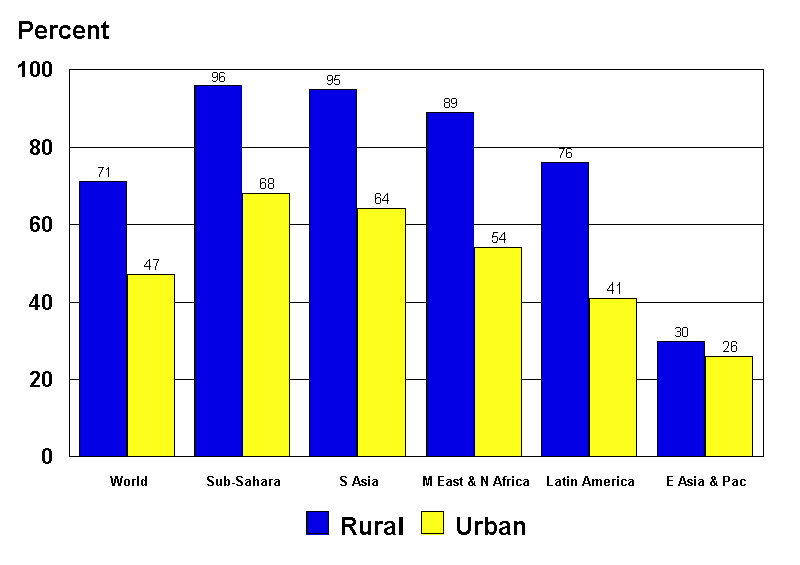 Percent
100
80
60
40
20
0
71
47
96
68
95
64
89
54
76
41
30
26
World
Sub-Sahara
S Asia
M East & N Africa
Latin America
E Asia & Pac
Rural
Urban